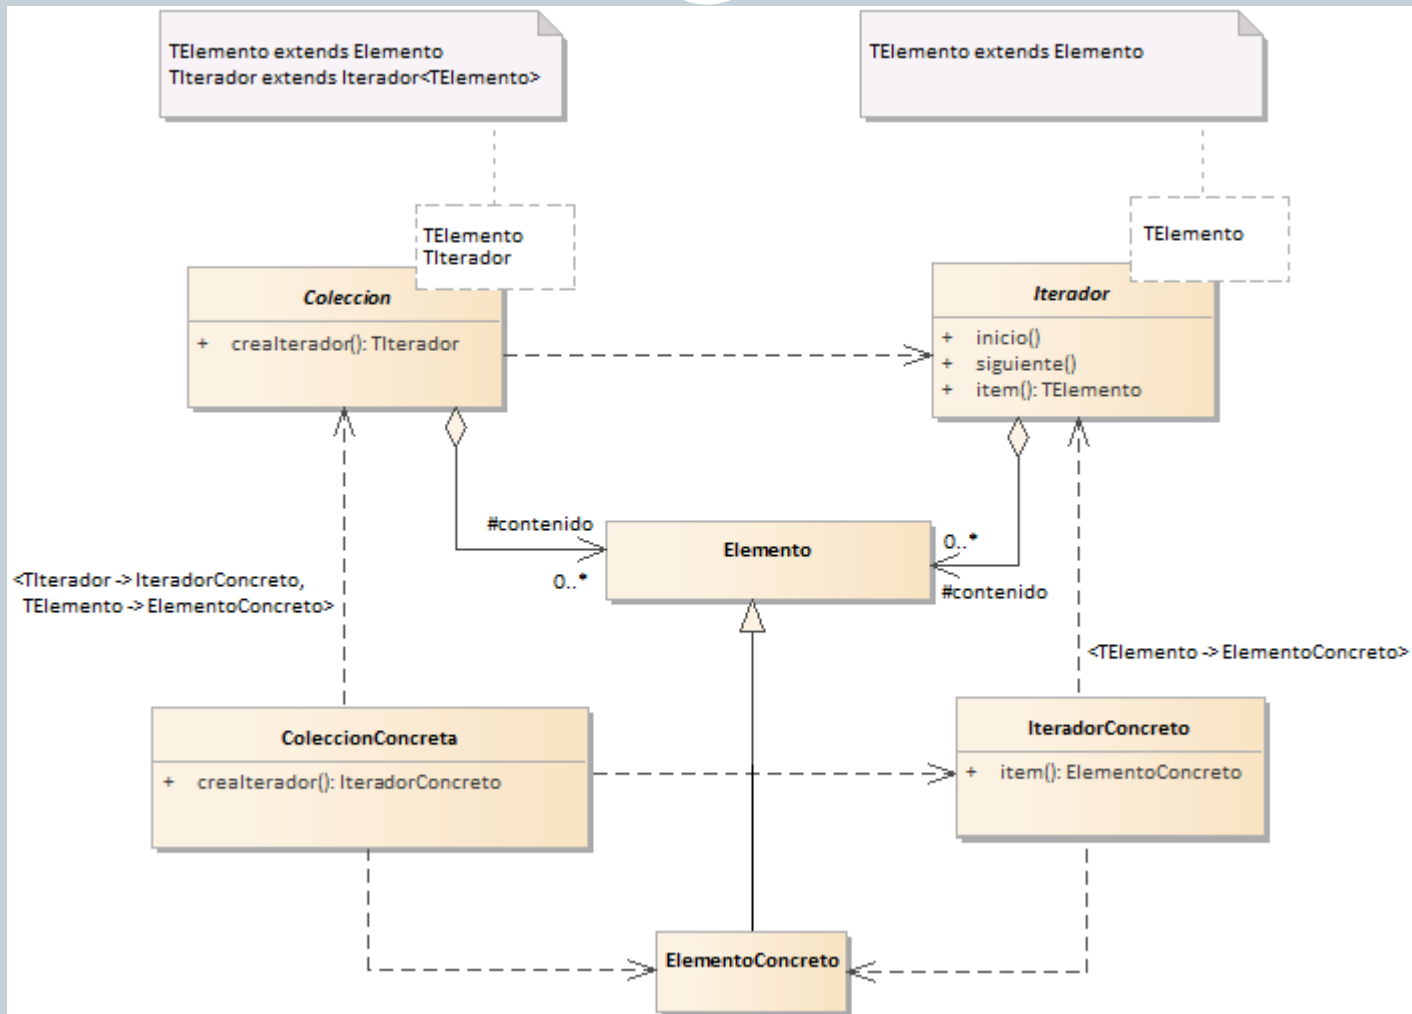 TElemento extends Elemento
TIterador extends Iterador<TElemento>
TElemento extends Elemento
TElemento
TIterador
TElemento
Coleccion
+ creaIterador(): TIterador
Iterador
+ inicio()
+ siguiente()
+ item(): TElemento
#contenido
0..*
Elemento
0..*
#contenido
<TIterador -> IteradorConcreto,
TElemento -> ElementoConcreto>
<TElemento -> ElementoConcreto>
ColeccionConcreta
+ creaIterador(): IteradorConcreto
IteradorConcreto
+ item(): ElementoConcreto
ElementoConcreto